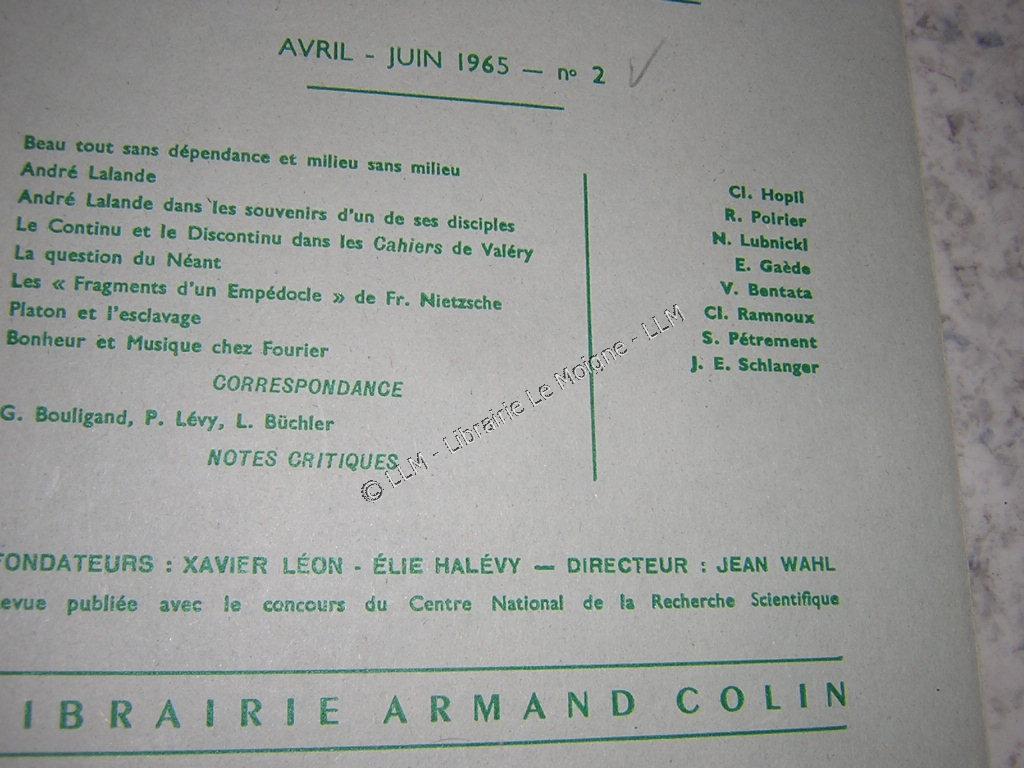 AVRIL - JUIN 1965 — nº 2
Beau tout sans dépendance et milieu sans milieu Cl. Hopil
André Lalande R. Poirier
André Lalande dans les souvenirs d'un de ses disciples N. Lubnicki
Le Continu et le Discontinu dans les Cahiers de Valéry E. Gaède
La question du Néant V. Bentata
Les « Fragments d'un Empédocle » de Fr. Nietzsche Cl. Ramnoux
Platon et l'esclavage S. Pétrement
Bonheur et Musique chez Fourier J. E. Schlanger
CORRESPONDANCE
G. Bouligand, P. Lévy, L. Büchler
NOTES CRITIQUES
© LLM - Librairie Le Moigne - LLM
FONDATEURS : XAVIER LÉON - ÉLIE HALÉVY — DIRECTEUR : JEAN WAHL
evue publiée avec le concours du Centre National de la Recherche Scientifique
IBRAIRIE ARMAND COLIN